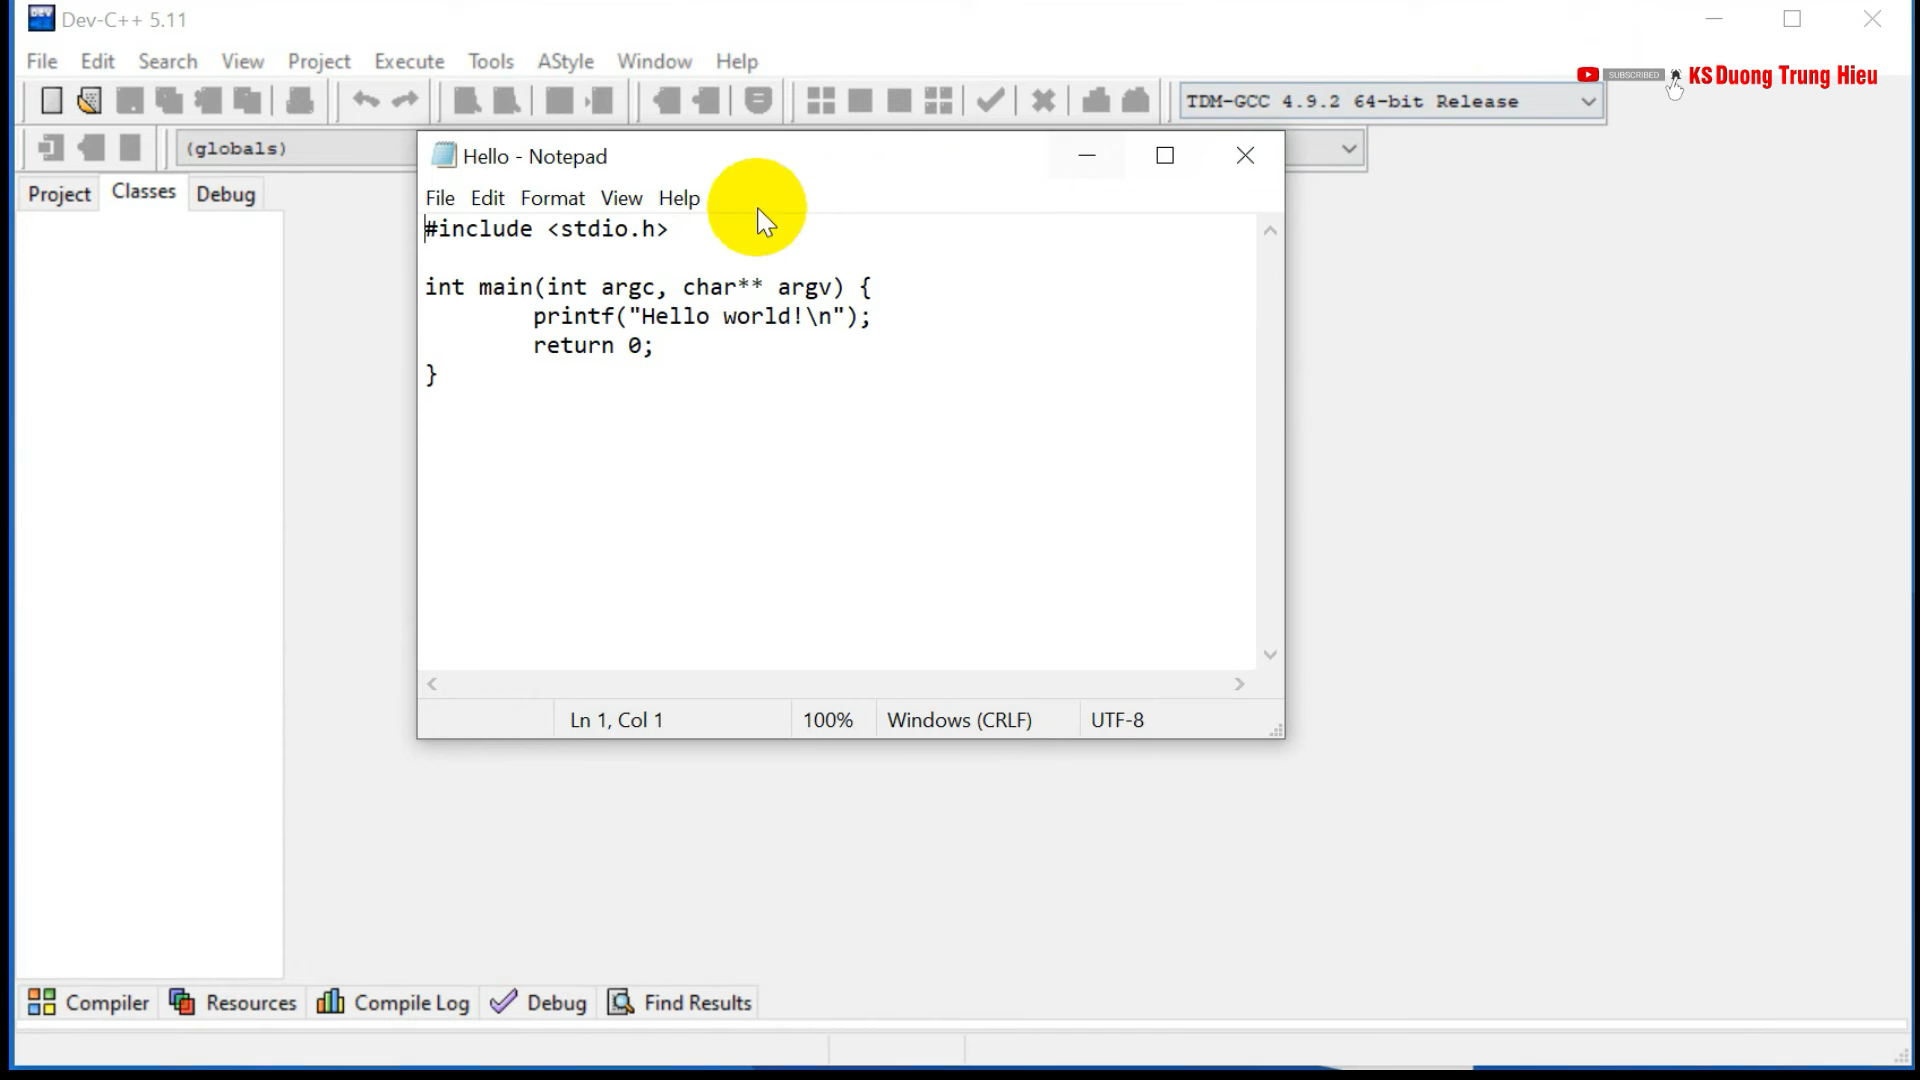 Dev-C++ 5.11
File Edit Search View Project Execute Tools AStyle Window Help
SUBSCRIBED KS Duong Trung Hieu
TDM-GCC 4.9.2 64-bit Release
(globals)
Project Classes Debug
Hello - Notepad
File Edit Format View Help
#include <stdio.h>
int main(int argc, char** argv) {
printf("Hello world!\n");
return 0;
}
Ln 1, Col 1 100% Windows (CRLF) UTF-8
Compiler Resources Compile Log Debug Find Results